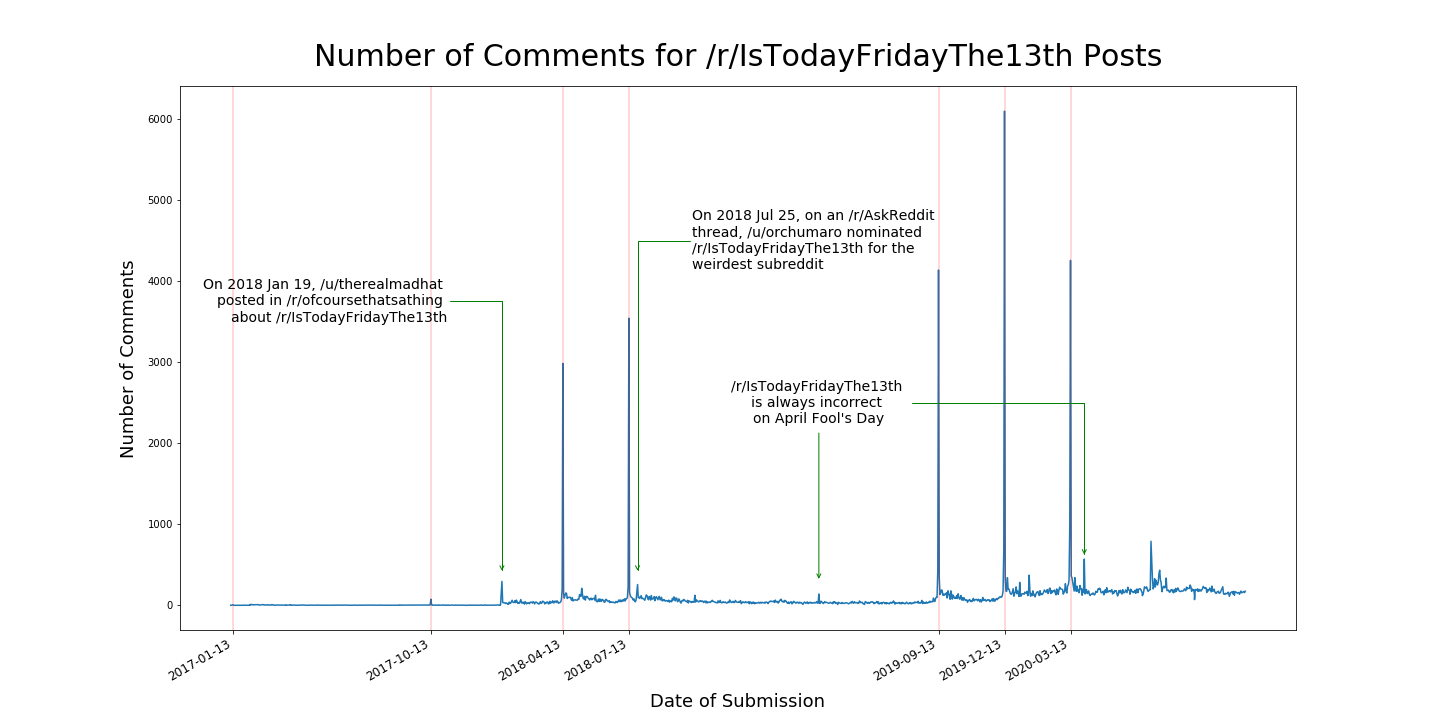 Number of Comments for /r/IsTodayFridayThe13th Posts
6000
5000
4000
3000
2000
1000
0
Number of Comments
On 2018 Jan 19, /u/therealmadhat
posted in /r/ofcoursethatsathing
about /r/IsTodayFridayThe13th
On 2018 Jul 25, on an /r/AskReddit
thread, /u/orchumaro nominated
/r/IsTodayFridayThe13th for the
weirdest subreddit
/r/IsTodayFridayThe13th
is always incorrect
on April Fool's Day
2017-01-13
2017-10-13
2018-04-13
2018-07-13
2019-09-13
2019-12-13
2020-03-13
Date of Submission